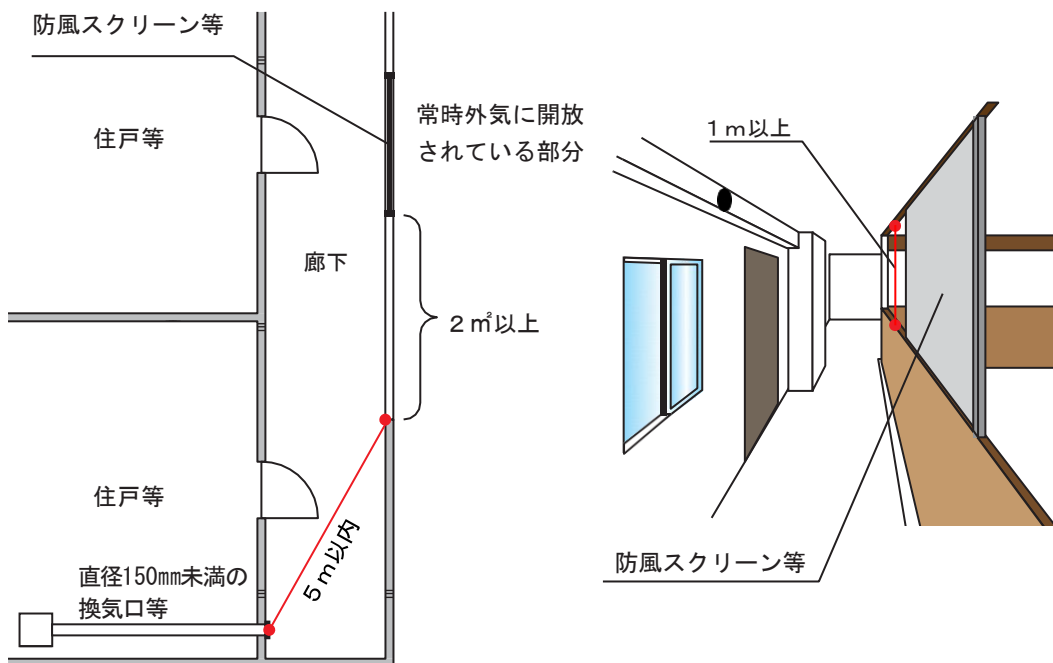 防風スクリーン等
住戸等
常時外気に開放
されている部分
廊下
2㎡以上
住戸等
5m以内
直径150㎜未満の
換気口等
1m以上
防風スクリーン等